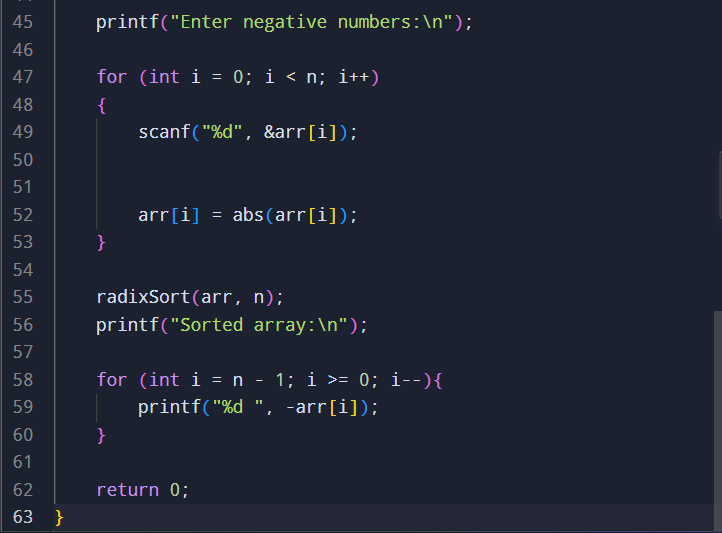 45 printf("Enter negative numbers:\n");
46
47 for (int i = 0; i < n; i++)
48 {
49 scanf("%d", &arr[i]);
50
51
52 arr[i] = abs(arr[i]);
53 }
54
55 radixSort(arr, n);
56 printf("Sorted array:\n");
57
58 for (int i = n - 1; i >= 0; i--){
59 printf("%d ", -arr[i]);
60 }
61
62 return 0;
63 }